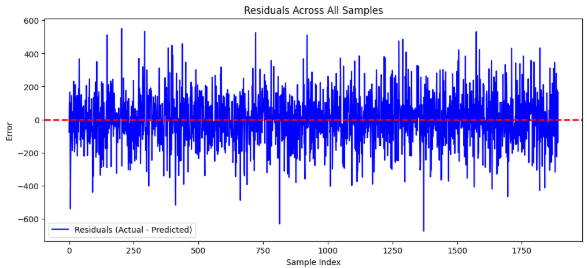 Residuals Across All Samples
600
400
200
0
−200
−400
−600
Error
Residuals (Actual - Predicted)
0 250 500 750 1000 1250 1500 1750
Sample Index